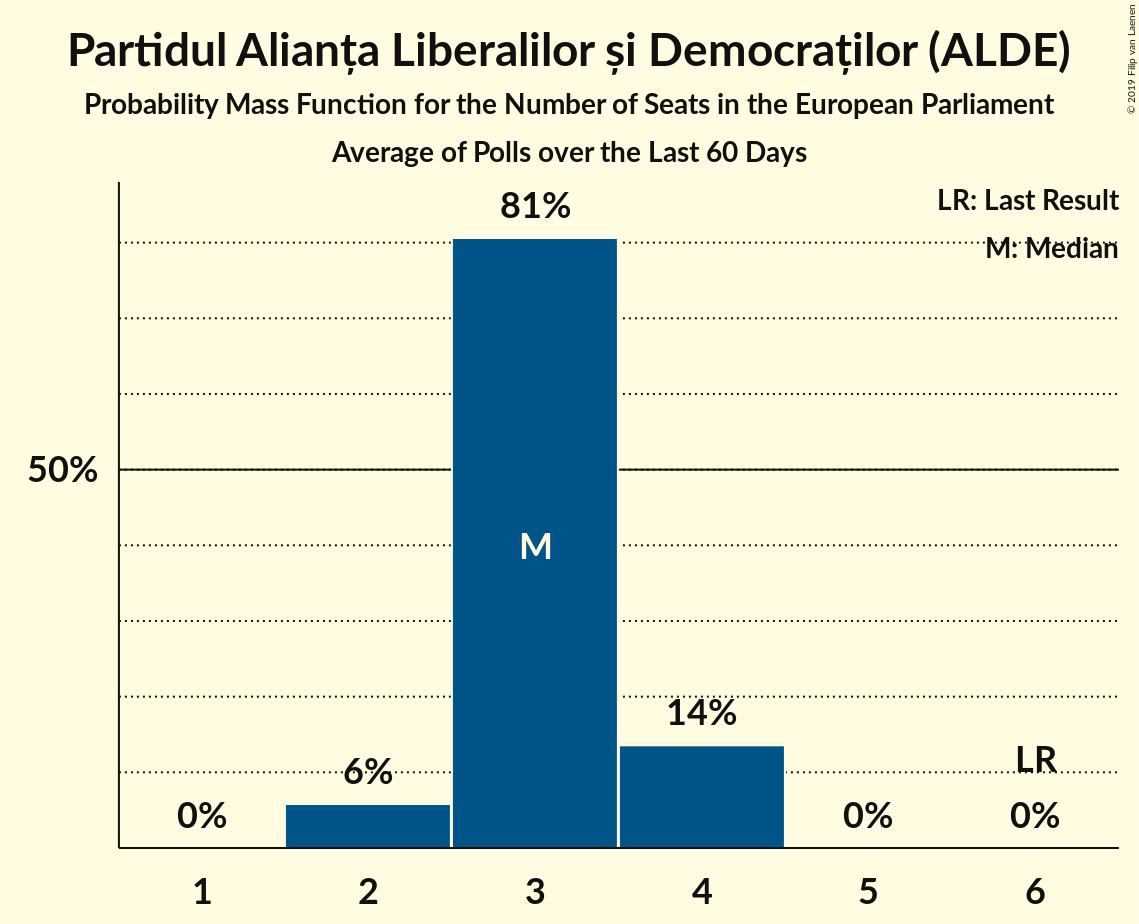 Partidul Alianța Liberalilor și Democraților (ALDE)
Probability Mass Function for the Number of Seats in the European Parliament
Average of Polls over the Last 60 Days
© 2019 Filip van Laenen
LR: Last Result
M: Median
81%
50%
M
14%
6%
LR
0%
0%
0%
1 2 3 4 5 6